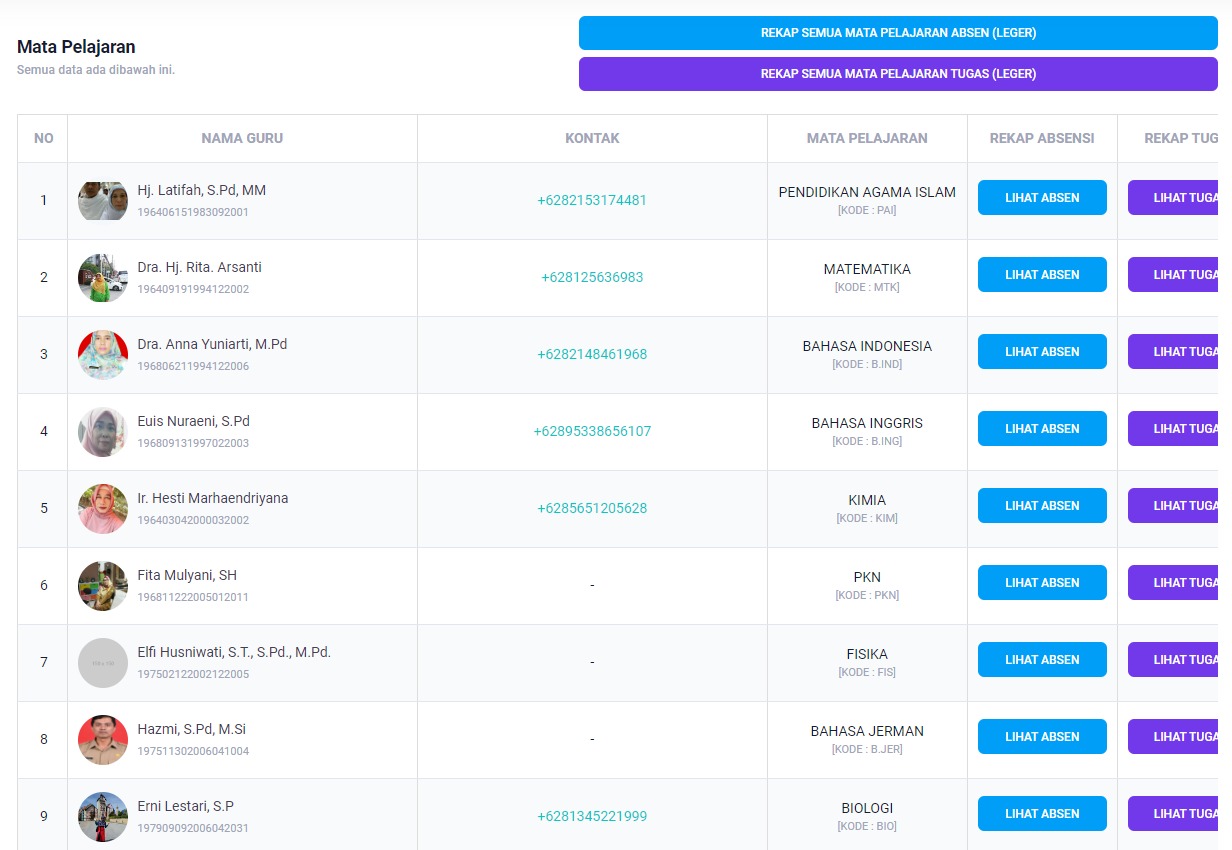 Mata Pelajaran
Semua data ada dibawah ini.
REKAP SEMUA MATA PELAJARAN ABSEN (LEGER)
REKAP SEMUA MATA PELAJARAN TUGAS (LEGER)
NO NAMA GURU KONTAK MATA PELAJARAN REKAP ABSENSI REKAP TUG
1 Hj. Latifah, S.Pd, MM +6282153174481 PENDIDIKAN AGAMA ISLAM LIHAT ABSEN LIHAT TUGA
196406151983092001 [KODE : PAI]
2 Dra. Hj. Rita. Arsanti +628125636983 MATEMATIKA LIHAT ABSEN LIHAT TUGA
196409191994122002 [KODE : MTK]
3 Dra. Anna Yuniarti, M.Pd +6282148461968 BAHASA INDONESIA LIHAT ABSEN LIHAT TUGA
196806211994122006 [KODE : B.IND]
4 Euis Nuraeni, S.Pd +62895338656107 BAHASA INGGRIS LIHAT ABSEN LIHAT TUGA
196809131997022003 [KODE : B.ING]
5 Ir. Hesti Marhaendriyana +6285651205628 KIMIA LIHAT ABSEN LIHAT TUGA
196403042000032002 [KODE : KIM]
6 Fita Mulyani, SH - PKN LIHAT ABSEN LIHAT TUGA
196811222005012011 [KODE : PKN]
7 Elfi Husniwati, S.T., S.Pd., M.Pd. - FISIKA LIHAT ABSEN LIHAT TUGA
197502122002122005 [KODE : FIS]
8 Hazmi, S.Pd, M.Si - BAHASA JERMAN LIHAT ABSEN LIHAT TUGA
197511302006041004 [KODE : B.JER]
9 Erni Lestari, S.P +6281345221999 BIOLOGI LIHAT ABSEN LIHAT TUGA
197909092006042031 [KODE : BIO]